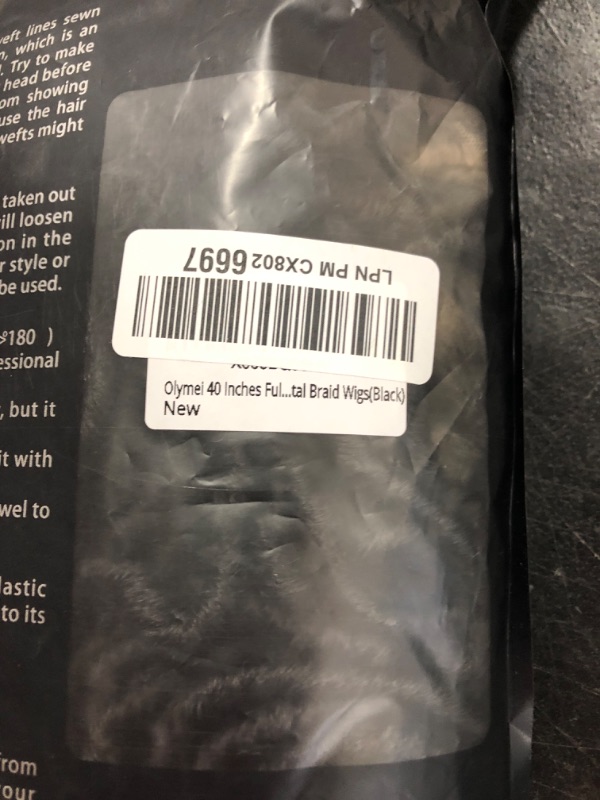 weft lines sewn
which is an
. Try to make
head before
om showing
use the hair
wefts might
taken out
ill loosen
on in the
r style or
be used.
180 )
essional
, but it
it with
wel to
lastic
to its
from
our
LPN PM CX802 6697
Olymei 40 Inches Ful...tal Braid Wigs(Black)
New